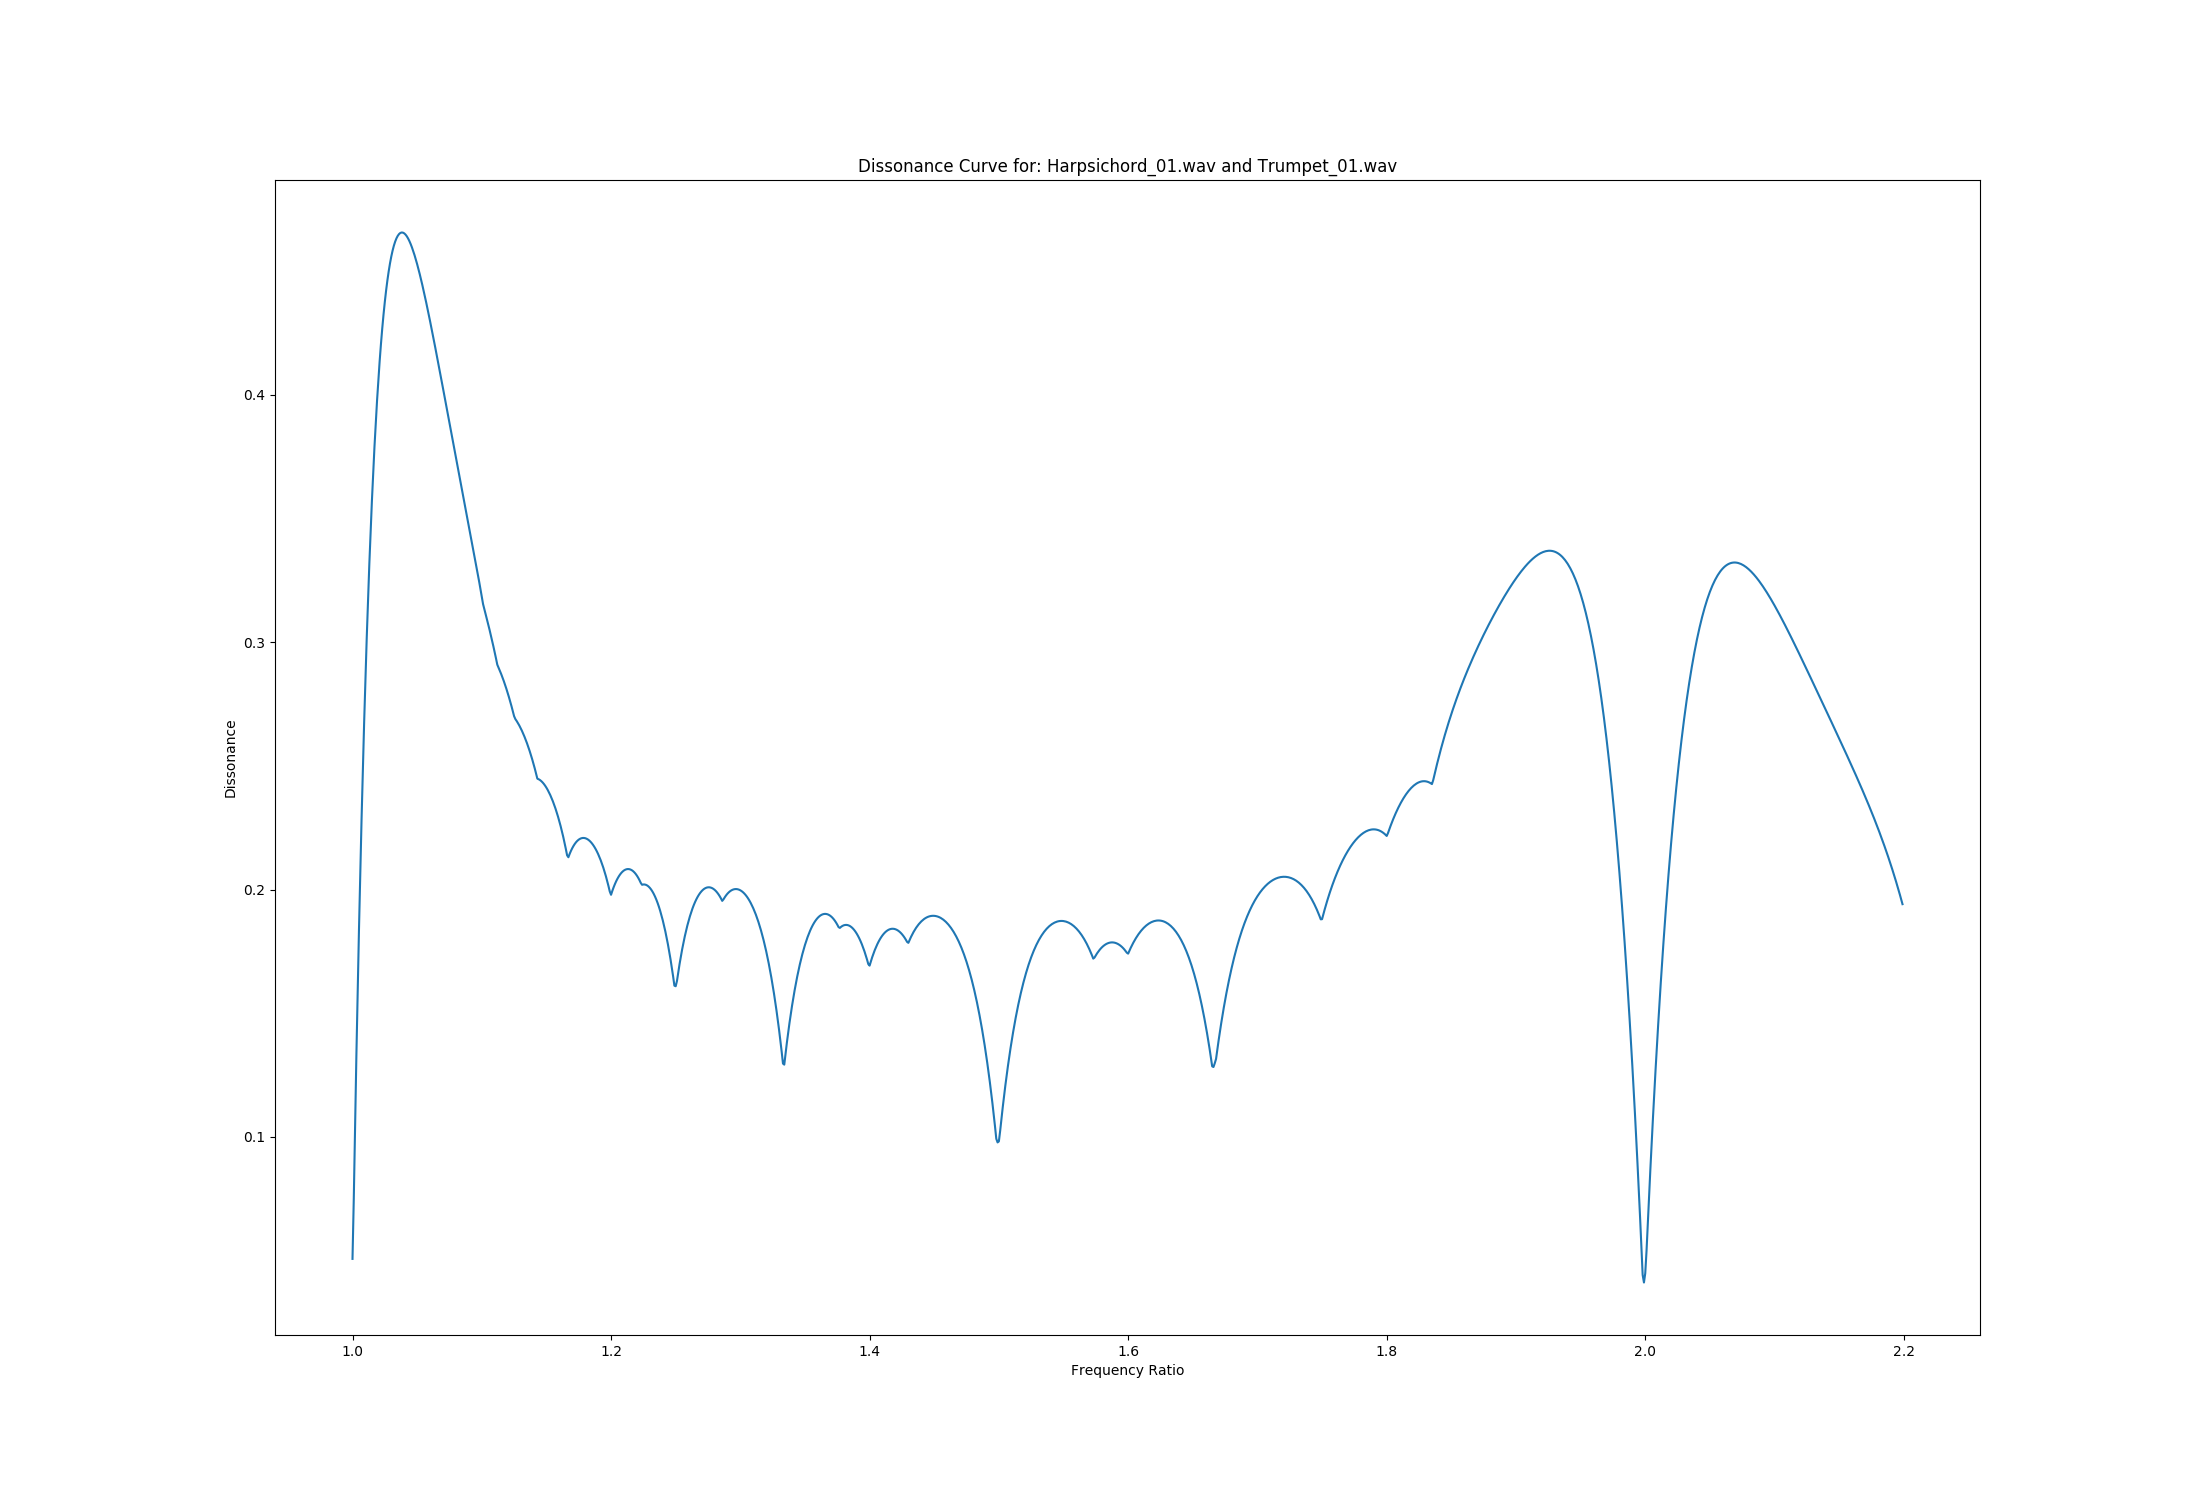 Dissonance Curve for: Harpsichord_01.wav and Trumpet_01.wav
0.4
0.3
0.2
0.1
Dissonance
1.0 1.2 1.4 1.6 1.8 2.0 2.2
Frequency Ratio